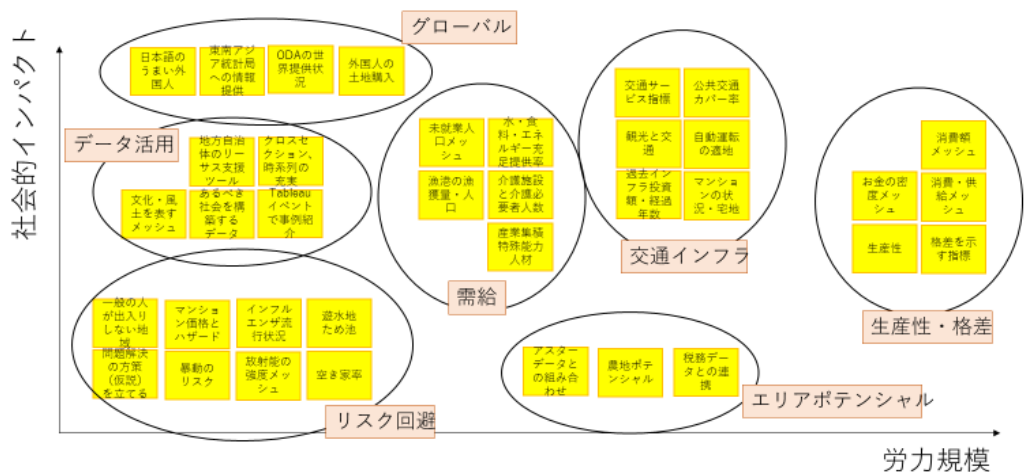 社会的インパクト
グローバル
日本語の
うまい外
国人
東南アジ
ア統計局
への情報
提供
ODAの世
界提供状
況
外国人の
土地購入
データ活用
地方自治
体のリー
サス支援
ツール
クロスセ
クション、
時系列の
充実
文化・風
土を表す
メッシュ
あるべき
社会を構
築する
データ
Tableau
イベント
で事例紹
介
未就業人
口メッ
シュ
水・食
料・エネ
ルギー充
足提供率
漁港の漁
獲量・人
口
介護施設
と介護必
要者人数
産業集積
特殊能力
人材
需給
交通サー
ビス指標
公共交通
カバー率
観光と交
通
自動運転
の適地
過去イン
フラ投資
額・経過
年数
マンショ
ンの状
況・宅地
交通インフラ
消費額
メッシュ
お金の密
度メッ
シュ
消費・供
給メッ
シュ
生産性
格差を示
す指標
生産性・格差
一般の人
が出入り
しない地
域
マンショ
ン価格と
ハザード
インフル
エンザ流
行状況
遊水地
ため池
問題解決
の方策
（仮説）
を立てる
暴動の
リスク
放射能の
強度メッ
シュ
空き家率
リスク回避
アスター
データと
の組み合
わせ
農地ポテ
ンシャル
税務デー
タとの連
携
エリアポテンシャル
労力規模